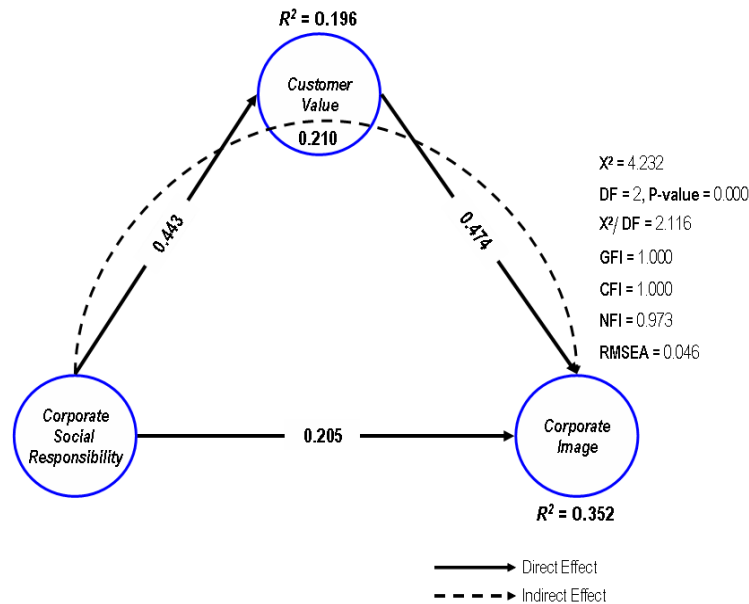 R² = 0.196
Customer
Value
0.210
0.443
0.474
X² = 4.232
DF = 2, P-value = 0.000
X²/ DF = 2.116
GFI = 1.000
CFI = 1.000
NFI = 0.973
RMSEA = 0.046
Corporate
Social
Responsibility
0.205
Corporate
Image
R² = 0.352
Direct Effect
Indirect Effect